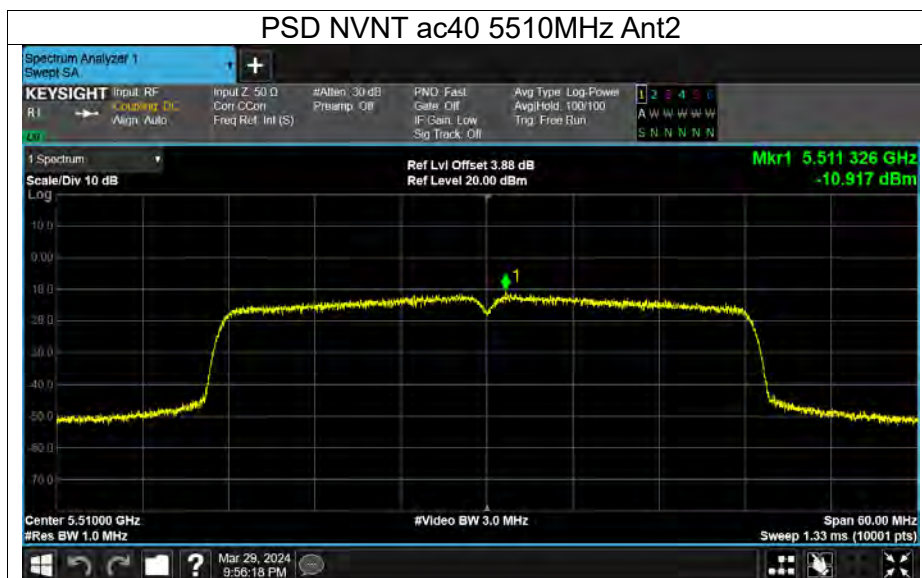 PSD NVNT ac40 5510MHz Ant2
Spectrum Analyzer 1
Swept SA
+
KEYSIGHT Input: RF Input Z: 50 Ω #Atten: 30 dB PNO: Fast Avg Type: Log-Power 1 2 3 4 5 6
Coupling: DC Corr CCorr Preamp: Off Gate: Off Avg|Hold: 100/100 A W W W W W
Align: Auto Freq Ref: Int (S) IF Gain: Low Trig: Free Run
Sig Track: Off S N N N N N
1 Spectrum
Ref Lvl Offset 3.88 dB Mkr1 5.511 326 GHz
Scale/Div 10 dB Ref Level 20.00 dBm -10.917 dBm
Log
10.0
0.00
-10.0
1
-20.0
-30.0
-40.0
-50.0
-60.0
-70.0
Center 5.51000 GHz #Video BW 3.0 MHz Span 60.00 MHz
#Res BW 1.0 MHz Sweep 1.33 ms (10001 pts)
? Mar 29, 2024
9:56:18 PM